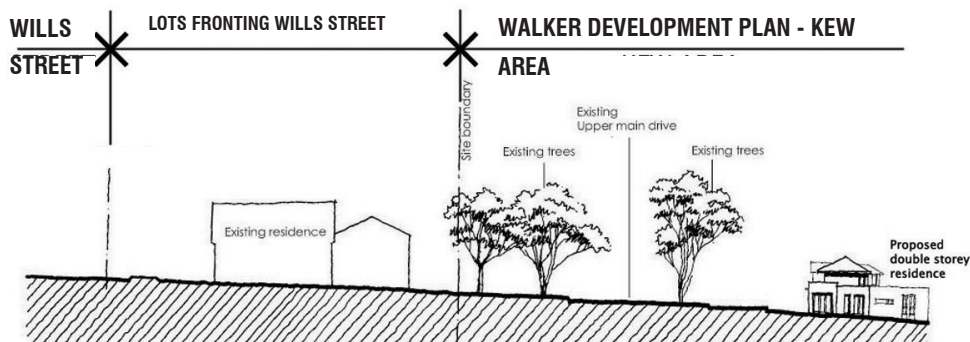 WILLS
STREET
LOTS FRONTING WILLS STREET
WALKER DEVELOPMENT PLAN - KEW
AREA
Site boundary
Existing
Upper main drive
Existing trees
Existing trees
Existing residence
Proposed
double storey
residence